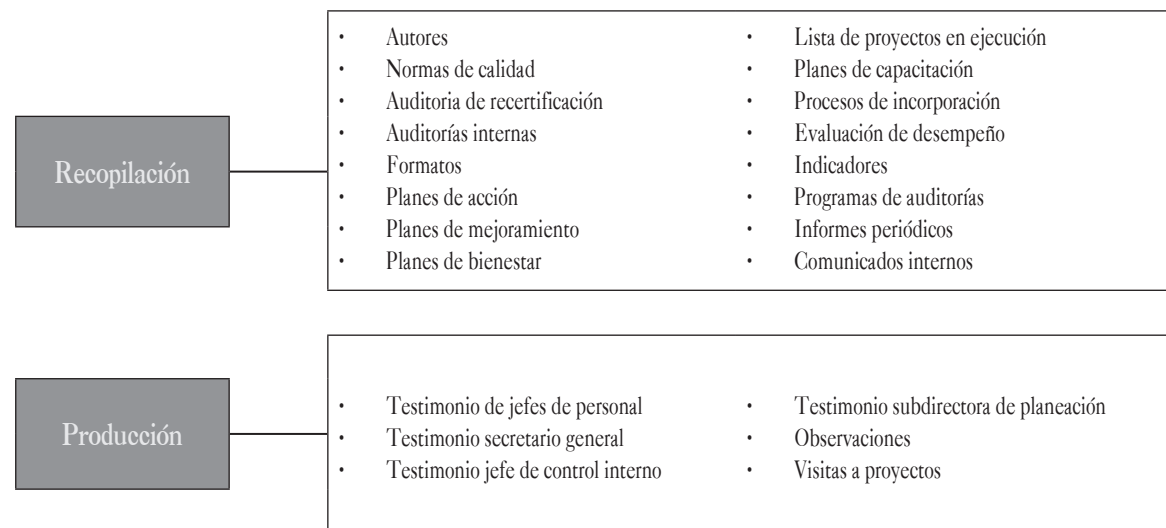 Recopilación
• Autores
• Normas de calidad
• Auditoria de recertificación
• Auditorías internas
• Formatos
• Planes de acción
• Planes de mejoramiento
• Planes de bienestar
• Lista de proyectos en ejecución
• Planes de capacitación
• Procesos de incorporación
• Evaluación de desempeño
• Indicadores
• Programas de auditorías
• Informes periódicos
• Comunicados internos
Producción
• Testimonio de jefes de personal
• Testimonio secretario general
• Testimonio jefe de control interno
• Testimonio subdirectora de planeación
• Observaciones
• Visitas a proyectos